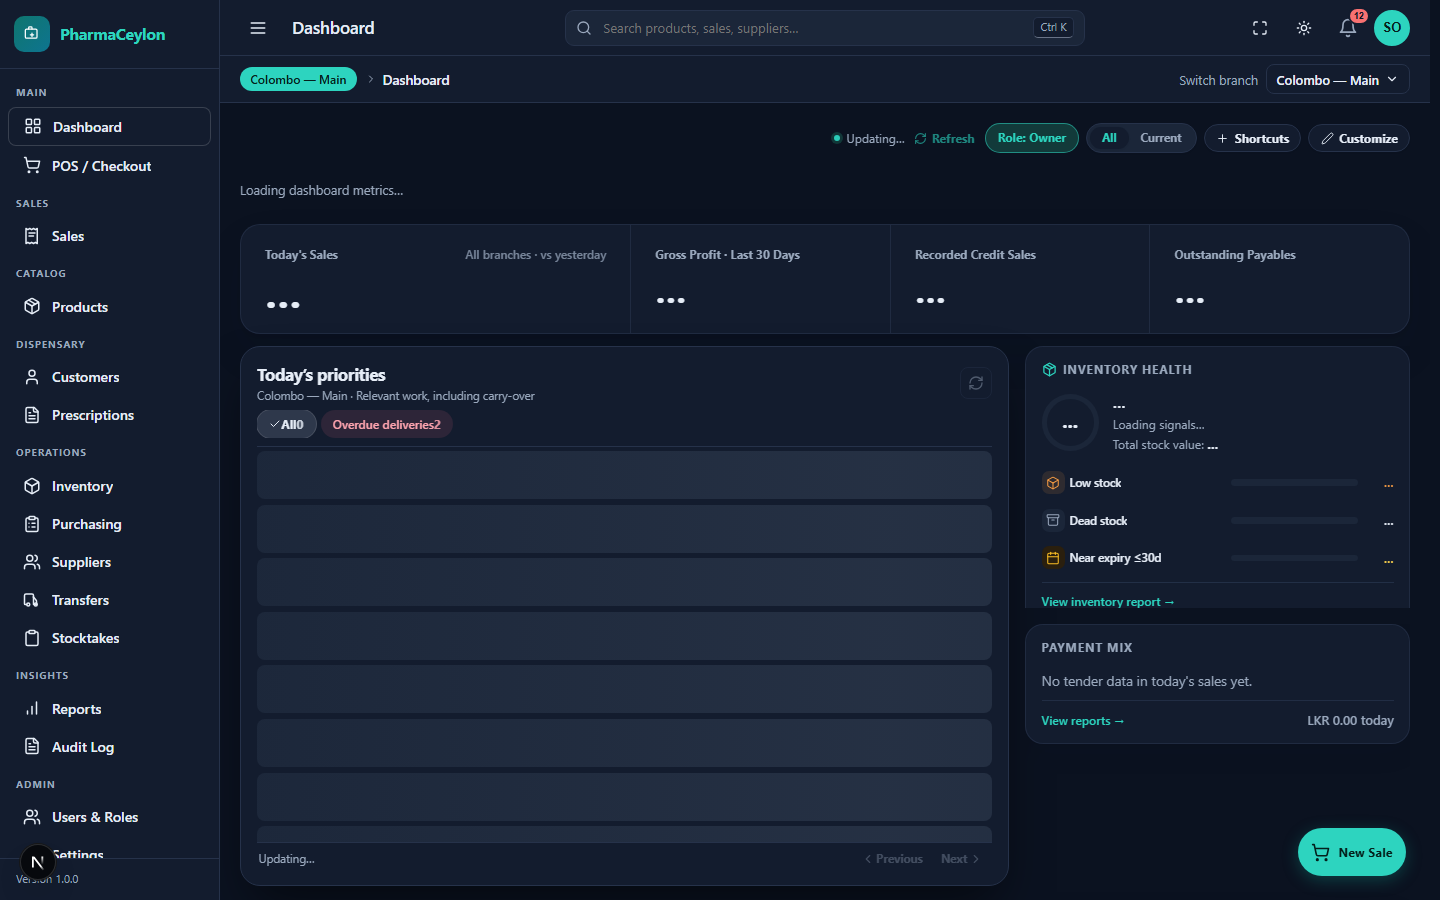 PharmaCeylon
Dashboard
Search products, sales, suppliers...
Ctrl K
12
SO
Colombo — Main
Dashboard
Switch branch
Colombo — Main
MAIN
Dashboard
POS / Checkout
SALES
Sales
CATALOG
Products
DISPENSARY
Customers
Prescriptions
OPERATIONS
Inventory
Purchasing
Suppliers
Transfers
Stocktakes
INSIGHTS
Reports
Audit Log
ADMIN
Users & Roles
Settings
N
Version 1.0.0
Updating...
Refresh
Role: Owner
All
Current
Shortcuts
Customize
Loading dashboard metrics...
Today's Sales
All branches · vs yesterday
...
Gross Profit · Last 30 Days
...
Recorded Credit Sales
...
Outstanding Payables
...
Today’s priorities
Colombo — Main · Relevant work, including carry-over
All0
Overdue deliveries2
Updating...
Previous
Next
INVENTORY HEALTH
...
...
Loading signals...
Total stock value: ...
Low stock
...
Dead stock
...
Near expiry ≤30d
...
View inventory report →
PAYMENT MIX
No tender data in today's sales yet.
View reports →
LKR 0.00 today
New Sale